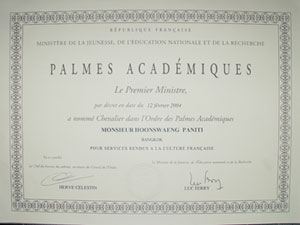 RÉPUBLIQUE FRANÇAISE
MINISTÈRE DE LA JEUNESSE, DE L'ÉDUCATION NATIONALE ET DE LA RECHERCHE
PALMES ACADÉMIQUES
Le Premier Ministre,
par décret en date du 12 février 2004
a nommé Chevalier dans l'Ordre des Palmes Académiques
MONSIEUR HOONSWAENG PANITI
BANGKOK
POUR SERVICES RENDUS A LA CULTURE FRANÇAISE
HERVE CELESTIN
LUC FERRY